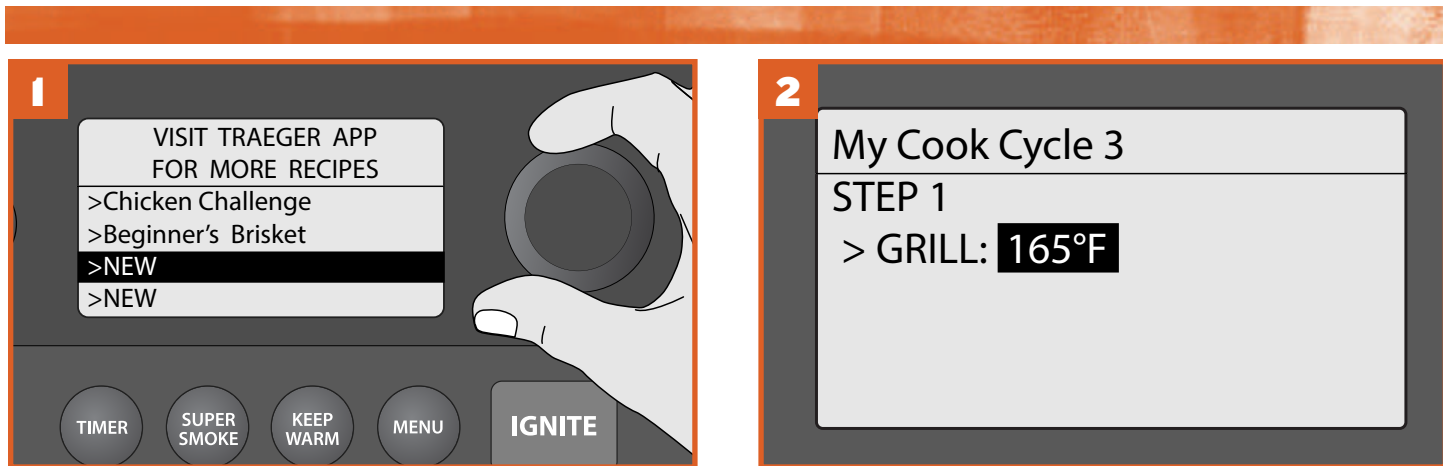 1
VISIT TRAEGER APP
FOR MORE RECIPES
>Chicken Challenge
>Beginner's Brisket
>NEW
>NEW
TIMER
SUPER
SMOKE
KEEP
WARM
MENU
IGNITE
2
My Cook Cycle 3
STEP 1
> GRILL: 165°F